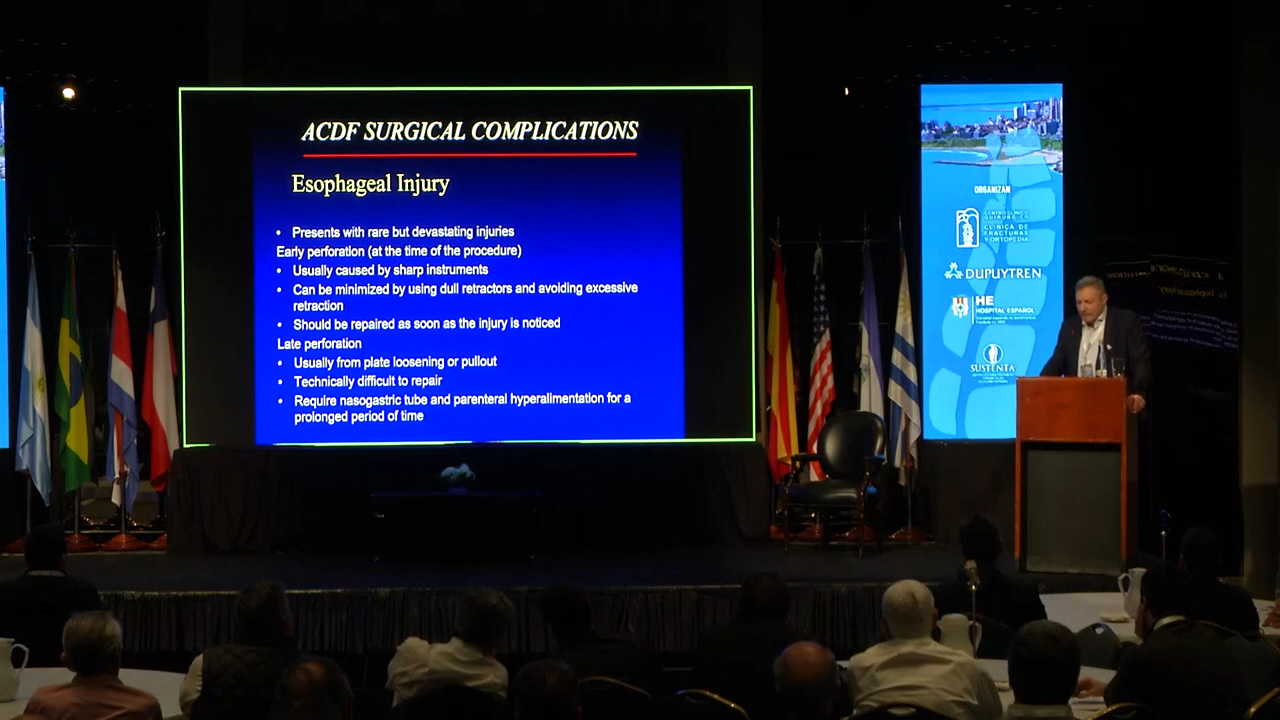 ACDF SURGICAL COMPLICATIONS
Esophageal Injury
• Presents with rare but devastating injuries
Early perforation (at the time of the procedure)
• Usually caused by sharp instruments
• Can be minimized by using dull retractors and avoiding excessive
retraction
• Should be repaired as soon as the injury is noticed
Late perforation
• Usually from plate loosening or pullout
• Technically difficult to repair
• Require nasogastric tube and parenteral hyperalimentation for a
prolonged period of time
ORGANIZAN
CENTRO CLINICO
QUIRURGICO
CLINICA DE
FRACTURAS
Y ORTOPEDIA
DUPUYTREN
HE
HOSPITAL ESPAÑOL
SUSTENTA